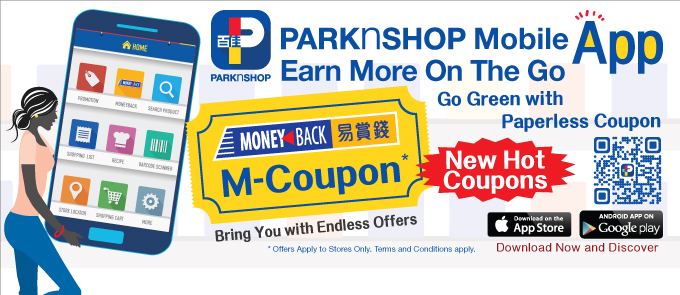 HOME
PROMOTION
MONEYBACK
SEARCH PRODUCT
SHOPPING LIST
RECIPE
BARCODE SCANNER
STORE LOCATOR
SHOPPING CART
MORE
百佳
PARKnSHOP
PARKnSHOP Mobile App
Earn More On The Go
Go Green with
Paperless Coupon
MONEY BACK 易賞錢
M-Coupon*
New Hot
Coupons
Bring You with Endless Offers
* Offers Apply to Stores Only. Terms and Conditions apply.
Download on the
App Store
ANDROID APP ON
Google play
Download Now and Discover